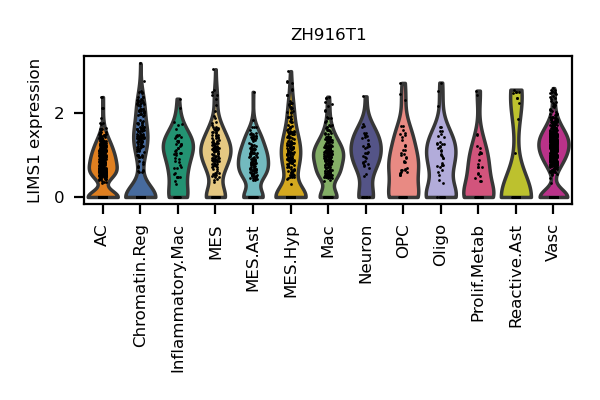 ZH916T1
LIMS1 expression
2
0
AC
Chromatin.Reg
Inflammatory.Mac
MES
MES.Ast
MES.Hyp
Mac
Neuron
OPC
Oligo
Prolif.Metab
Reactive.Ast
Vasc